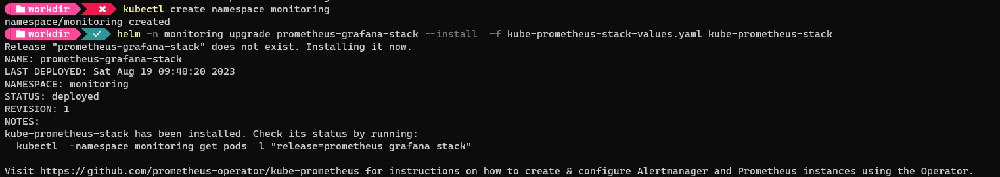 workdir ✖ kubectl create namespace monitoring
namespace/monitoring created
workdir ✓ helm -n monitoring upgrade prometheus-grafana-stack --install  -f kube-prometheus-stack-values.yaml kube-prometheus-stack
Release "prometheus-grafana-stack" does not exist. Installing it now.
NAME: prometheus-grafana-stack
LAST DEPLOYED: Sat Aug 19 09:40:20 2023
NAMESPACE: monitoring
STATUS: deployed
REVISION: 1
NOTES:
kube-prometheus-stack has been installed. Check its status by running:
  kubectl --namespace monitoring get pods -l "release=prometheus-grafana-stack"
Visit https://github.com/prometheus-operator/kube-prometheus for instructions on how to create & configure Alertmanager and Prometheus instances using the Operator.